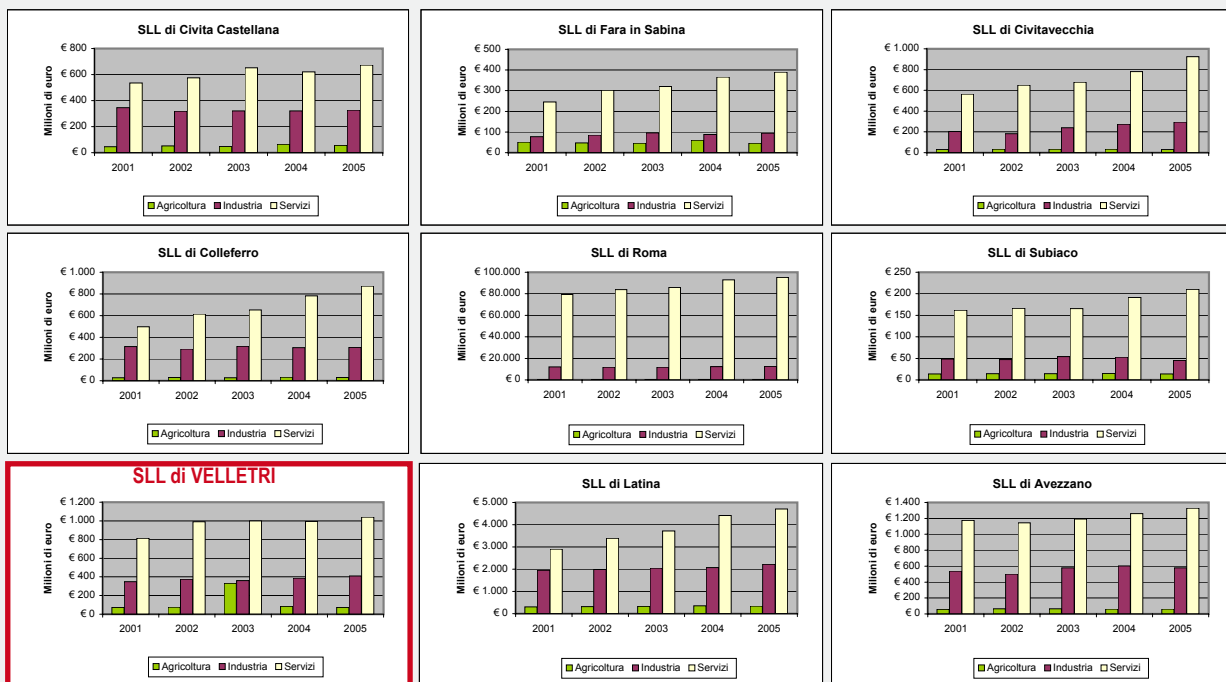 SLL di Civita Castellana
Milioni di euro
€ 800
€ 600
€ 400
€ 200
€ 0
2001 2002 2003 2004 2005
Agricoltura Industria Servizi
SLL di Fara in Sabina
Milioni di euro
€ 500
€ 400
€ 300
€ 200
€ 100
€ 0
2001 2002 2003 2004 2005
Agricoltura Industria Servizi
SLL di Civitavecchia
Milioni di euro
€ 1.000
€ 800
€ 600
€ 400
€ 200
€ 0
2001 2002 2003 2004 2005
Agricoltura Industria Servizi
SLL di Colleferro
Milioni di euro
€ 1.000
€ 800
€ 600
€ 400
€ 200
€ 0
2001 2002 2003 2004 2005
Agricoltura Industria Servizi
SLL di Roma
Milioni di euro
€ 100.000
€ 80.000
€ 60.000
€ 40.000
€ 20.000
€ 0
2001 2002 2003 2004 2005
Agricoltura Industria Servizi
SLL di Subiaco
Milioni di euro
€ 250
€ 200
€ 150
€ 100
€ 50
€ 0
2001 2002 2003 2004 2005
Agricoltura Industria Servizi
SLL di VELLETRI
Milioni di euro
€ 1.200
€ 1.000
€ 800
€ 600
€ 400
€ 200
€ 0
2001 2002 2003 2004 2005
Agricoltura Industria Servizi
SLL di Latina
Milioni di euro
€ 5.000
€ 4.000
€ 3.000
€ 2.000
€ 1.000
€ 0
2001 2002 2003 2004 2005
Agricoltura Industria Servizi
SLL di Avezzano
Milioni di euro
€ 1.400
€ 1.200
€ 1.000
€ 800
€ 600
€ 400
€ 200
€ 0
2001 2002 2003 2004 2005
Agricoltura Industria Servizi